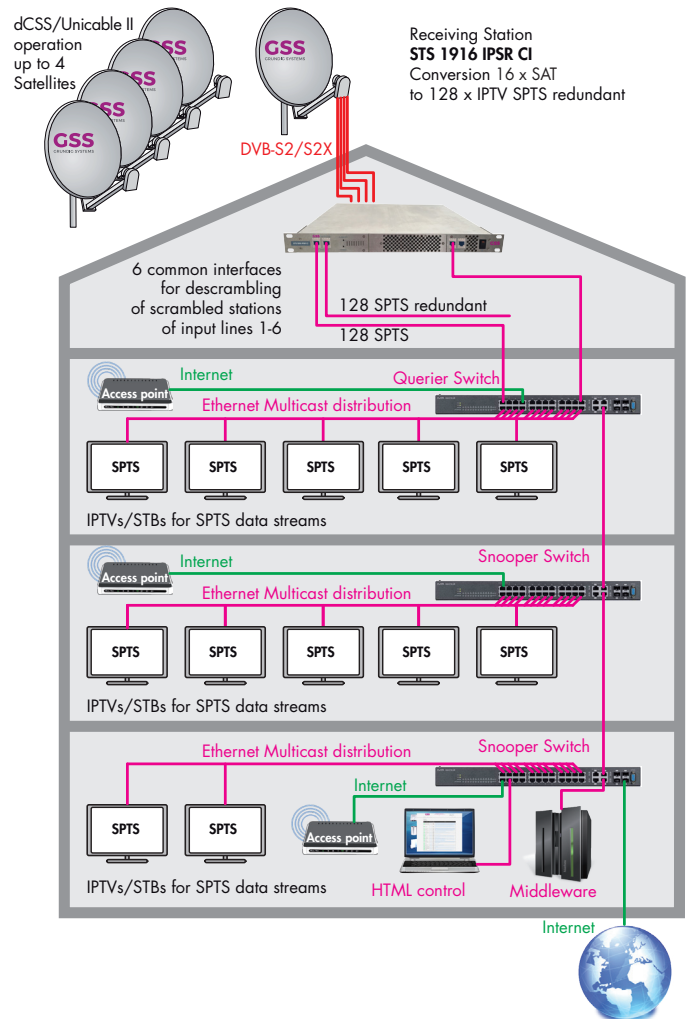 dCSS/Unicable II
operation
up to 4
Satellites
GSS
GSS
GSS
GSS
GRUNDIG SYSTEMS
GSS
GRUNDIG SYSTEMS
Receiving Station
STS 1916 IPSR CI
Conversion 16 x SAT
to 128 x IPTV SPTS redundant
DVB-S2/S2X
6 common interfaces
for descrambling
of scrambled stations
of input lines 1-6
128 SPTS redundant
128 SPTS
Internet
Querier Switch
Access point
Ethernet Multicast distribution
SPTS
SPTS
SPTS
SPTS
SPTS
IPTVs/STBs for SPTS data streams
Internet
Snooper Switch
Access point
Ethernet Multicast distribution
SPTS
SPTS
SPTS
SPTS
SPTS
IPTVs/STBs for SPTS data streams
Ethernet Multicast distribution
Snooper Switch
Internet
SPTS
SPTS
Access point
IPTVs/STBs for SPTS data streams
HTML control
Middleware
Internet